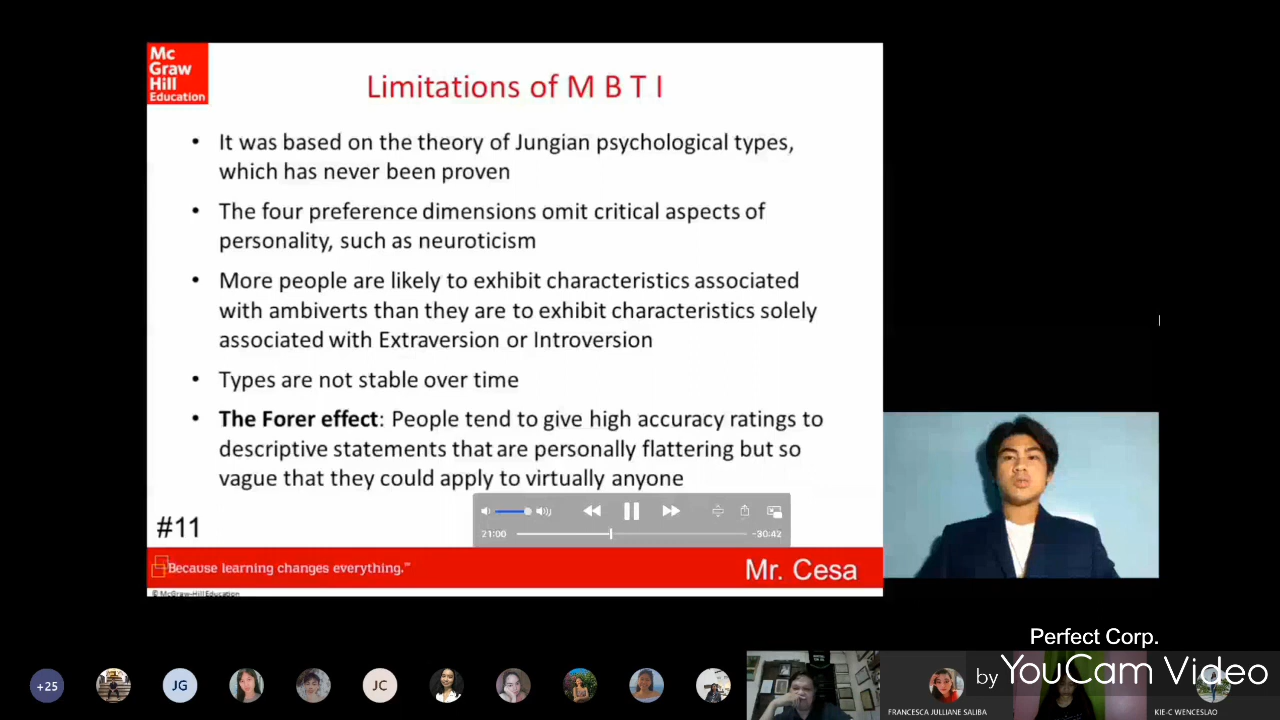 Mc
Graw
Hill
Education
Limitations of M B T I
• It was based on the theory of Jungian psychological types,
which has never been proven
• The four preference dimensions omit critical aspects of
personality, such as neuroticism
• More people are likely to exhibit characteristics associated
with ambiverts than they are to exhibit characteristics solely
associated with Extraversion or Introversion
• Types are not stable over time
• The Forer effect: People tend to give high accuracy ratings to
descriptive statements that are personally flattering but so
vague that they could apply to virtually anyone
#11
21:00
-30:42
Because learning changes everything.™
Mr. Cesa
© McGraw-Hill Education
Perfect Corp.
by YouCam Video
+25
JG
JC
FRANCESCA JULLIANE SALIBA
KIE-C WENCESLAO